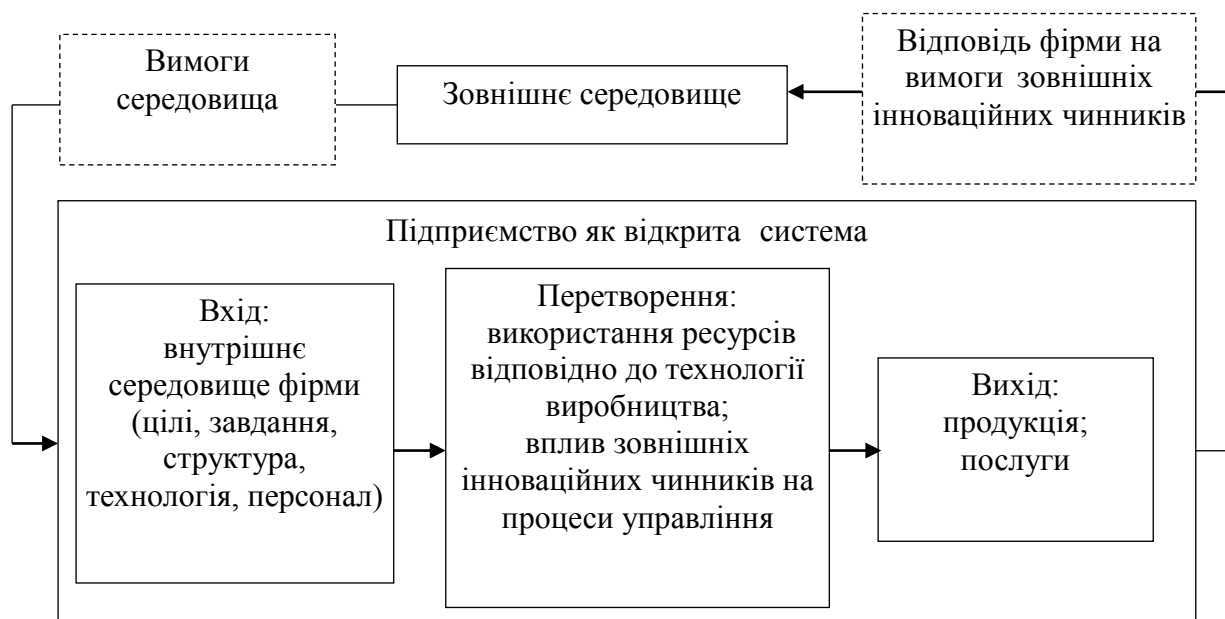 Вимоги
середовища
Зовнішнє середовище
Відповідь фірми на
вимоги зовнішніх
інноваційних чинників
Підприємство як відкрита система
Вхід:
внутрішнє
середовище фірми
(цілі, завдання,
структура,
технологія, персонал)
Перетворення:
використання ресурсів
відповідно до технології
виробництва;
вплив зовнішніх
інноваційних чинників на
процеси управління
Вихід:
продукція;
послуги